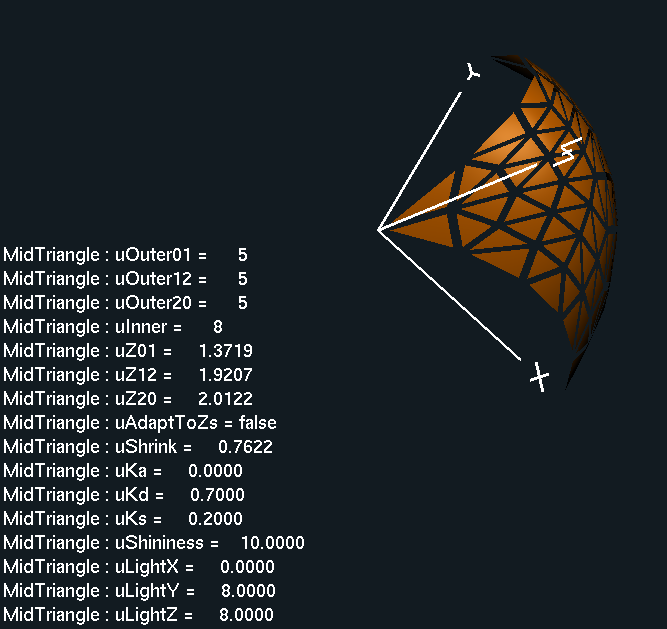 Y
Z
MidTriangle : uOuter01 = 5
MidTriangle : uOuter12 = 5
MidTriangle : uOuter20 = 5
MidTriangle : uInner = 8
MidTriangle : uZ01 = 1.3719
X
MidTriangle : uZ12 = 1.9207
MidTriangle : uZ20 = 2.0122
MidTriangle : uAdaptToZs = false
MidTriangle : uShrink = 0.7622
MidTriangle : uKa = 0.0000
MidTriangle : uKd = 0.7000
MidTriangle : uKs = 0.2000
MidTriangle : uShininess = 10.0000
MidTriangle : uLightX = 0.0000
MidTriangle : uLightY = 8.0000
MidTriangle : uLightZ = 8.0000